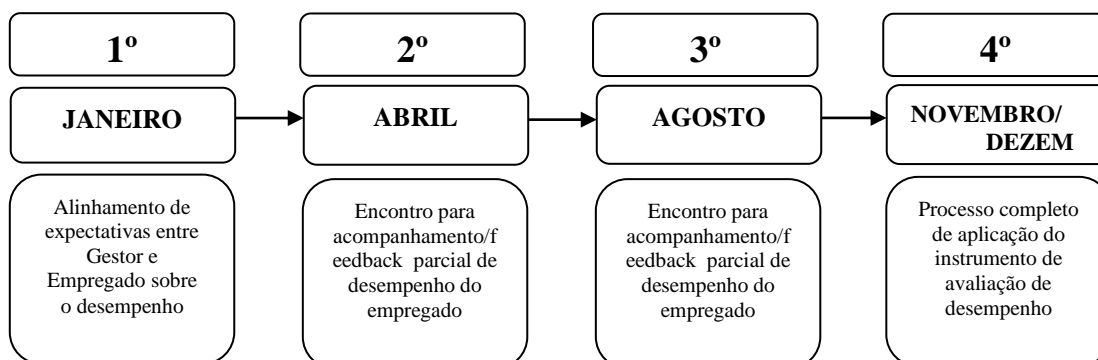 1º
2º
3º
4º
JANEIRO
ABRIL
AGOSTO
NOVEMBRO/
DEZEM
Alinhamento de
expectativas entre
Gestor e
Empregado sobre
o desempenho
Encontro para
acompanhamento/f
eedback parcial de
desempenho do
empregado
Encontro para
acompanhamento/f
eedback parcial de
desempenho do
empregado
Processo completo
de aplicação do
instrumento de
avaliação de
desempenho